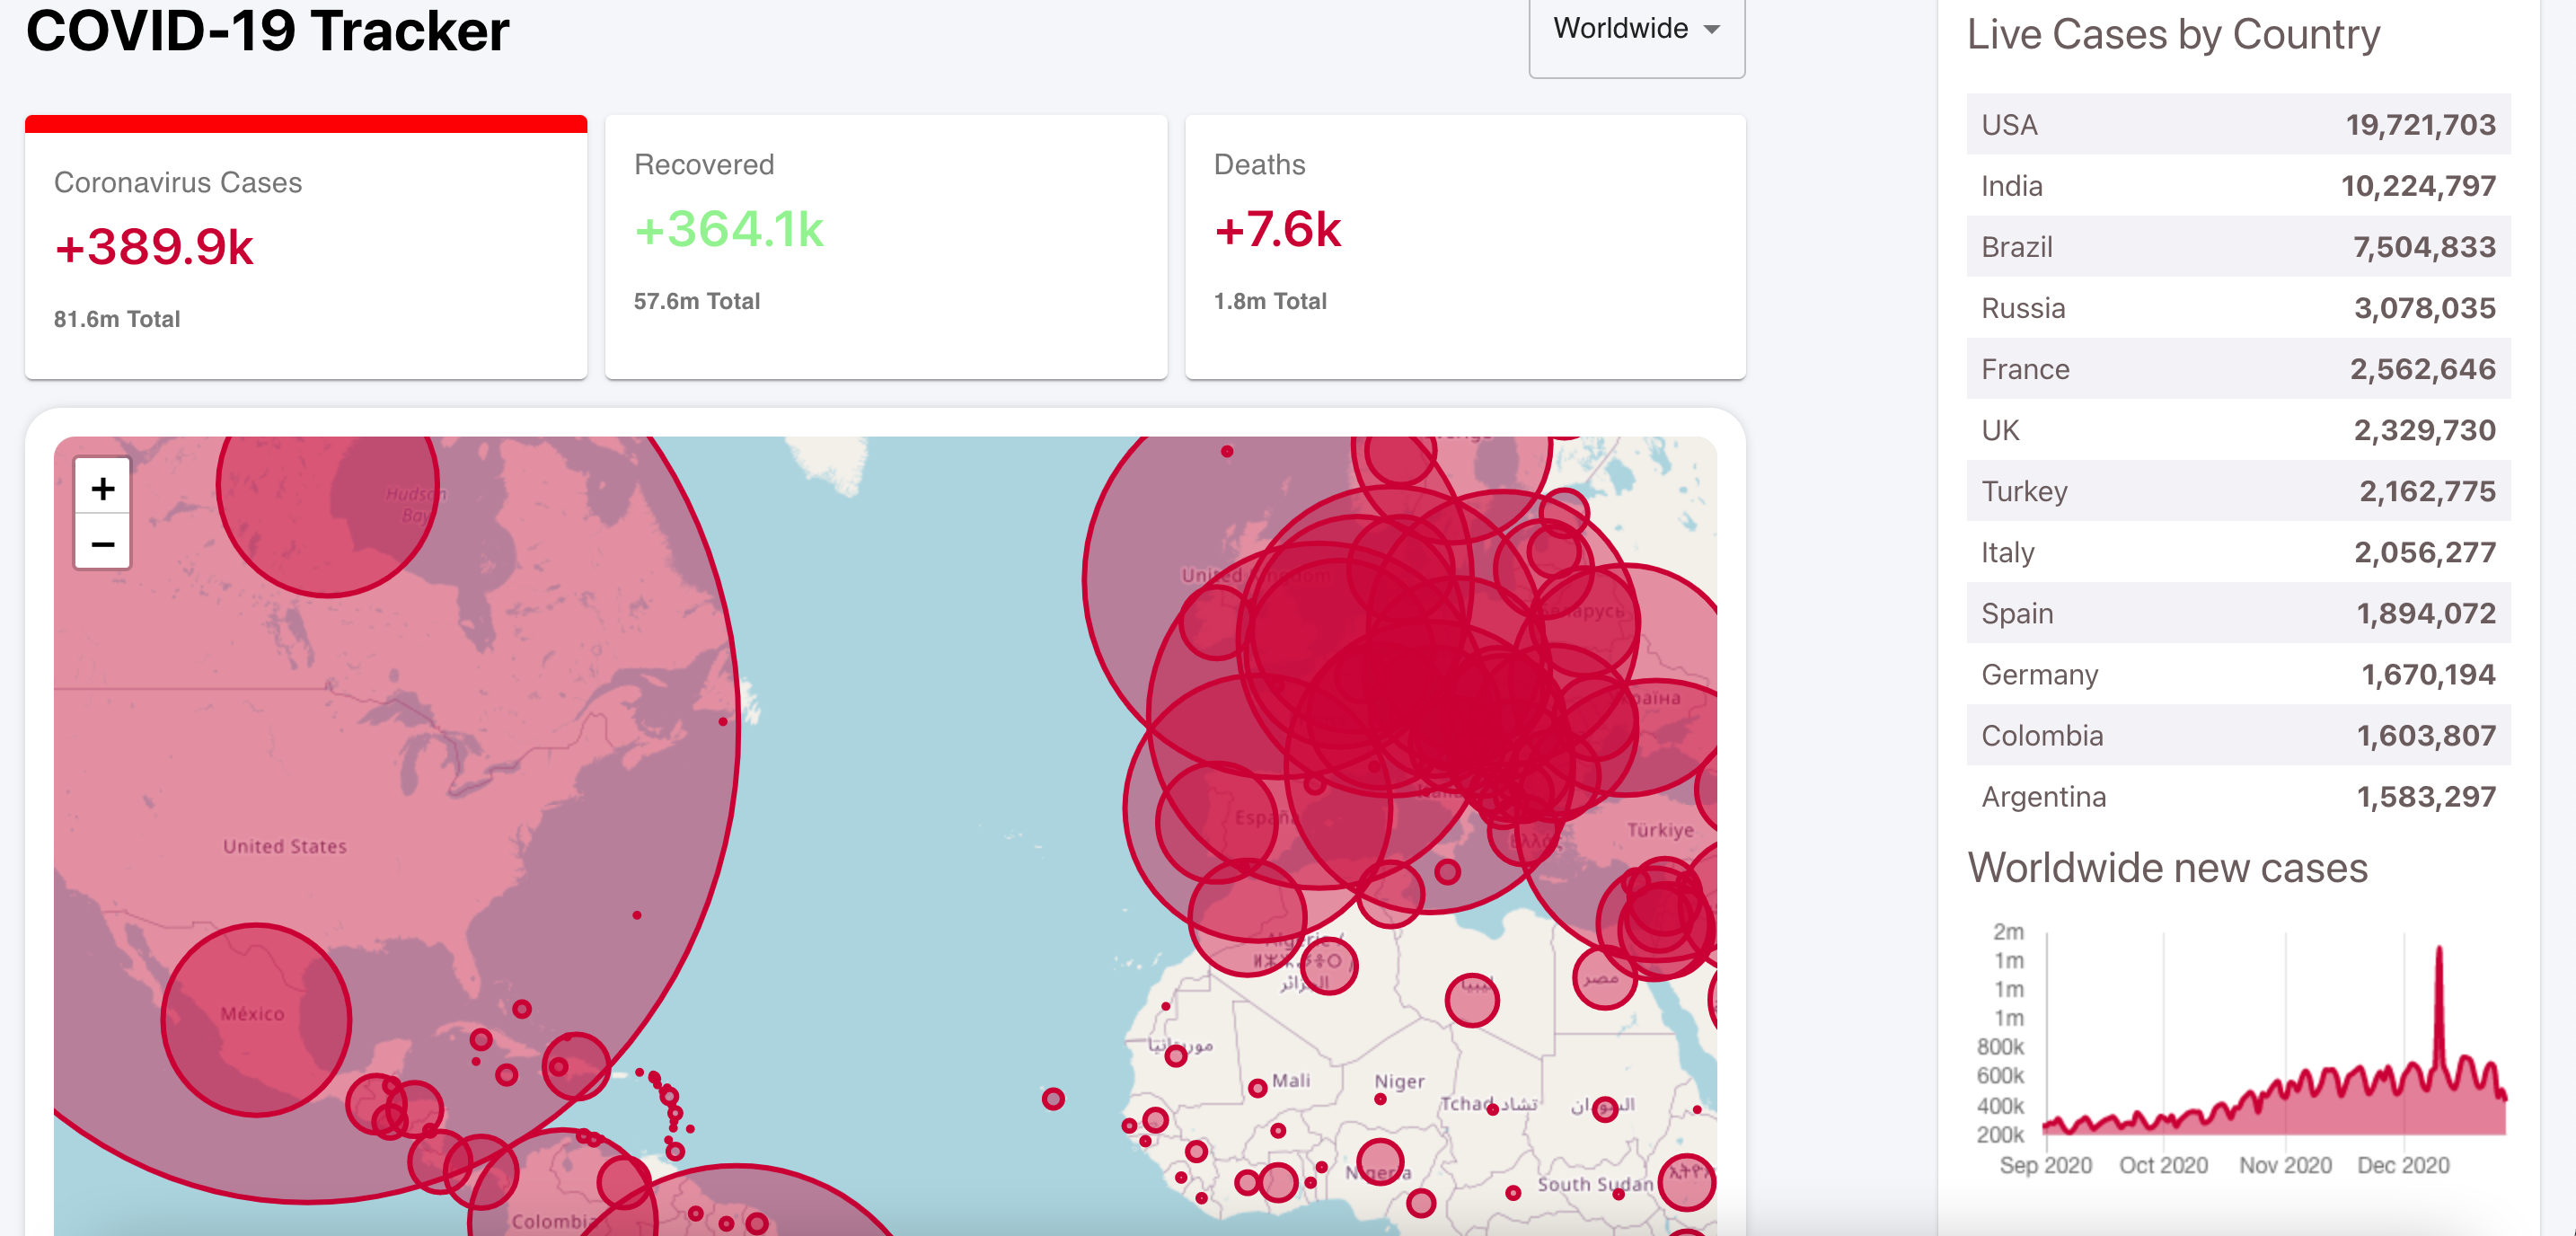 COVID-19 Tracker
Worldwide
Coronavirus Cases
+389.9k
81.6m Total
Recovered
+364.1k
57.6m Total
Deaths
+7.6k
1.8m Total
+
−
Hudson
Bay
United States
México
Colombia
United Kingdom
España
Türkiye
Algérie /
الجزائر
ليبيا
مصر
موريتانيا
Mali
Niger
Tchad تشاد
السودان
Nigeria
South Sudan
Live Cases by Country
USA 19,721,703
India 10,224,797
Brazil 7,504,833
Russia 3,078,035
France 2,562,646
UK 2,329,730
Turkey 2,162,775
Italy 2,056,277
Spain 1,894,072
Germany 1,670,194
Colombia 1,603,807
Argentina 1,583,297
Worldwide new cases
2m
1m
1m
1m
800k
600k
400k
200k
Sep 2020 Oct 2020 Nov 2020 Dec 2020